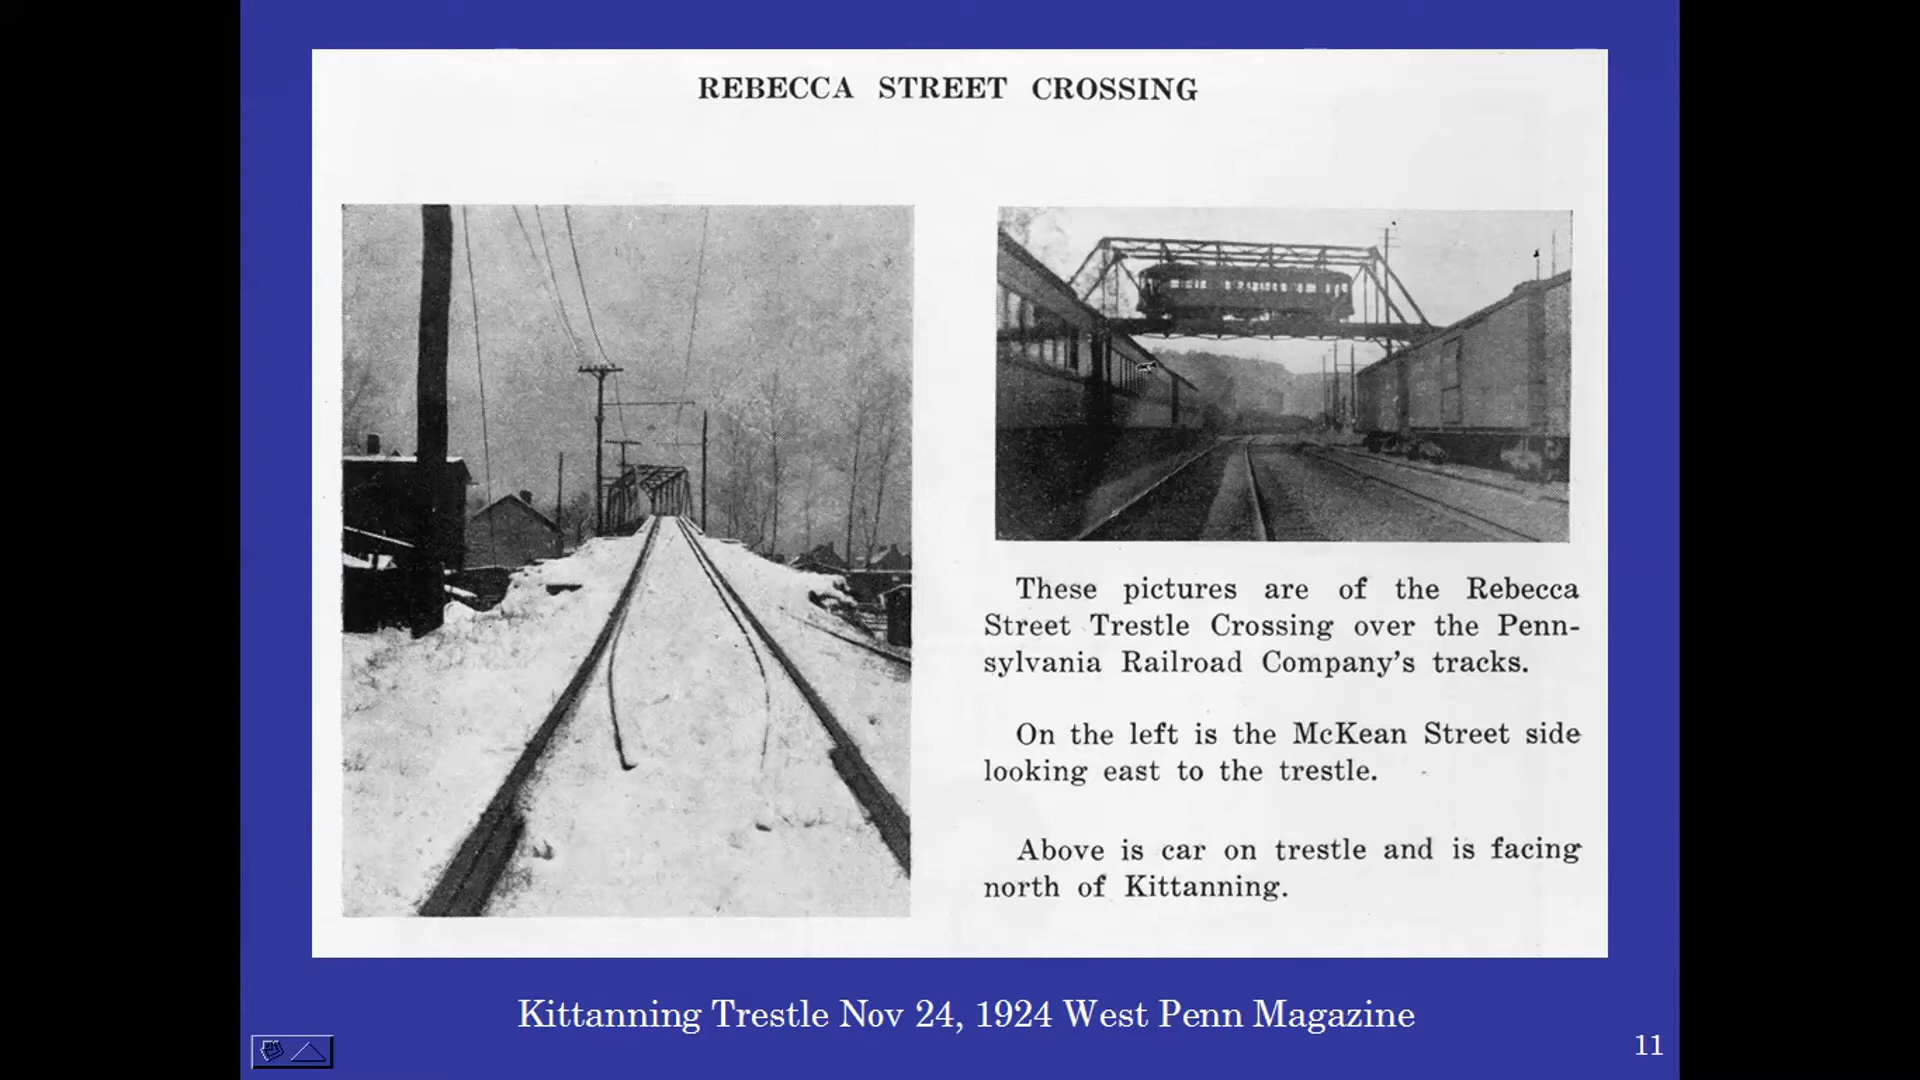 REBECCA STREET CROSSING
These pictures are of the Rebecca
Street Trestle Crossing over the Penn-
sylvania Railroad Company's tracks.
On the left is the McKean Street side
looking east to the trestle.
Above is car on trestle and is facing
north of Kittanning.
Kittanning Trestle Nov 24, 1924 West Penn Magazine
11